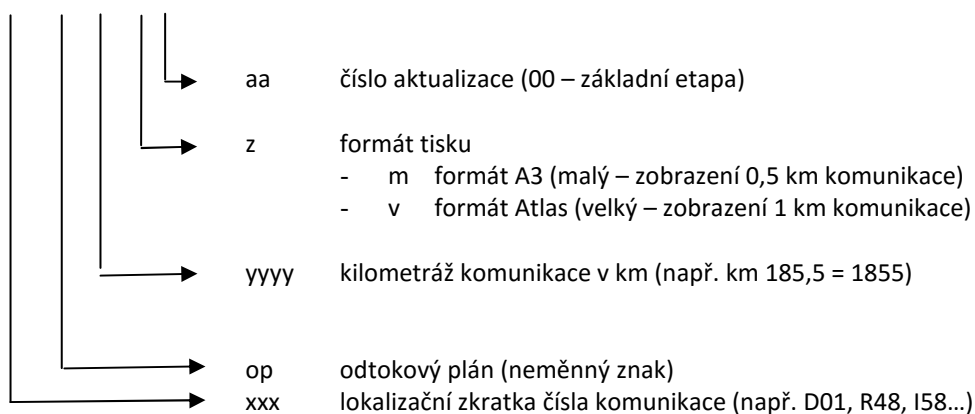 aa číslo aktualizace (00 – základní etapa)
z formát tisku
- m formát A3 (malý – zobrazení 0,5 km komunikace)
- v formát Atlas (velký – zobrazení 1 km komunikace)
yyyy kilometráž komunikace v km (např. km 185,5 = 1855)
op odtokový plán (neměnný znak)
xxx lokalizační zkratka čísla komunikace (např. D01, R48, I58…)